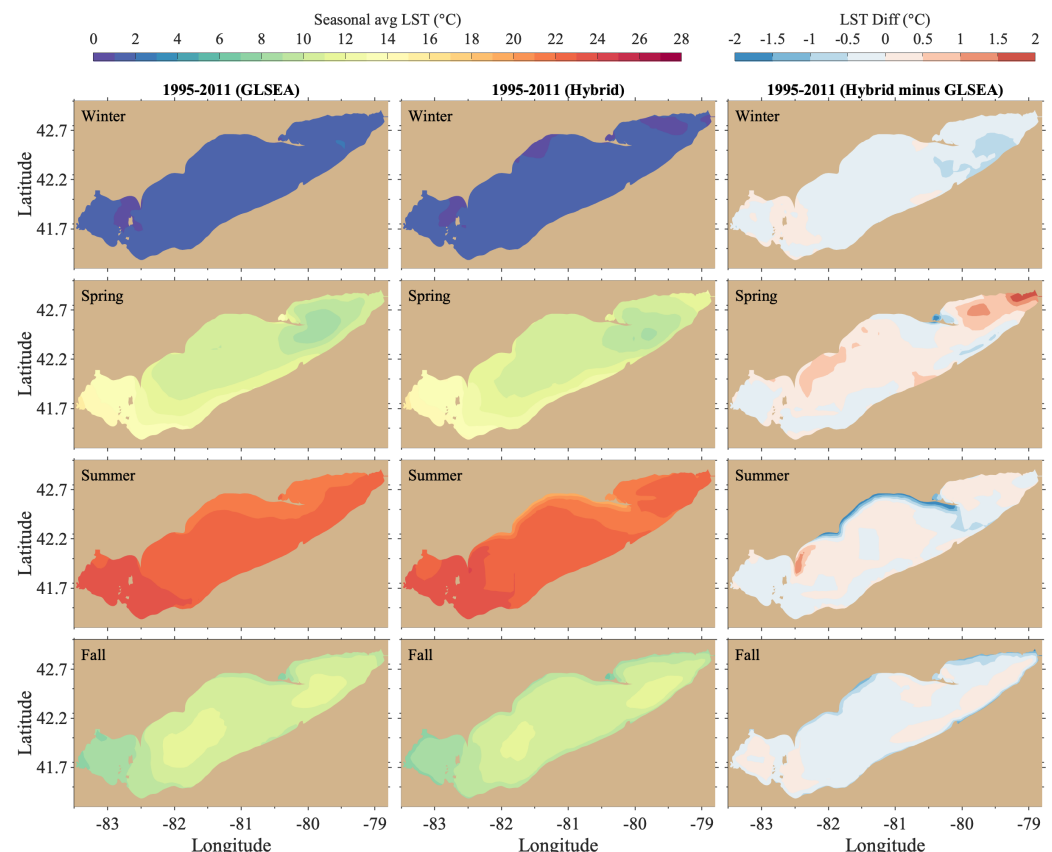 Seasonal avg LST (°C)
0 2 4 6 8 10 12 14 16 18 20 22 24 26 28
LST Diff (°C)
-2 -1.5 -1 -0.5 0 0.5 1 1.5 2
1995-2011 (GLSEA)
1995-2011 (Hybrid)
1995-2011 (Hybrid minus GLSEA)
Latitude
42.7
42.2
41.7
Winter
Winter
Winter
Latitude
42.7
42.2
41.7
Spring
Spring
Spring
Latitude
42.7
42.2
41.7
Summer
Summer
Summer
Latitude
42.7
42.2
41.7
Fall
Fall
Fall
-83 -82 -81 -80 -79
-83 -82 -81 -80 -79
-83 -82 -81 -80 -79
Longitude
Longitude
Longitude